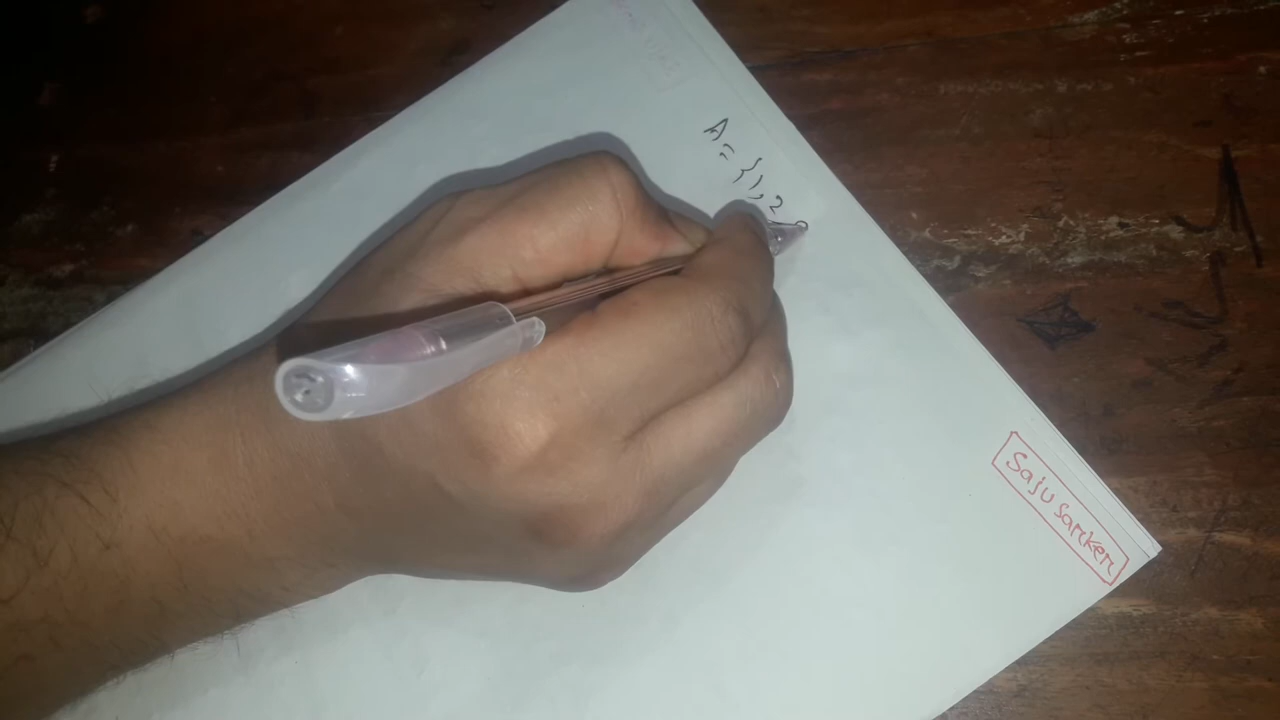 A = {1, 2
Saju sarker